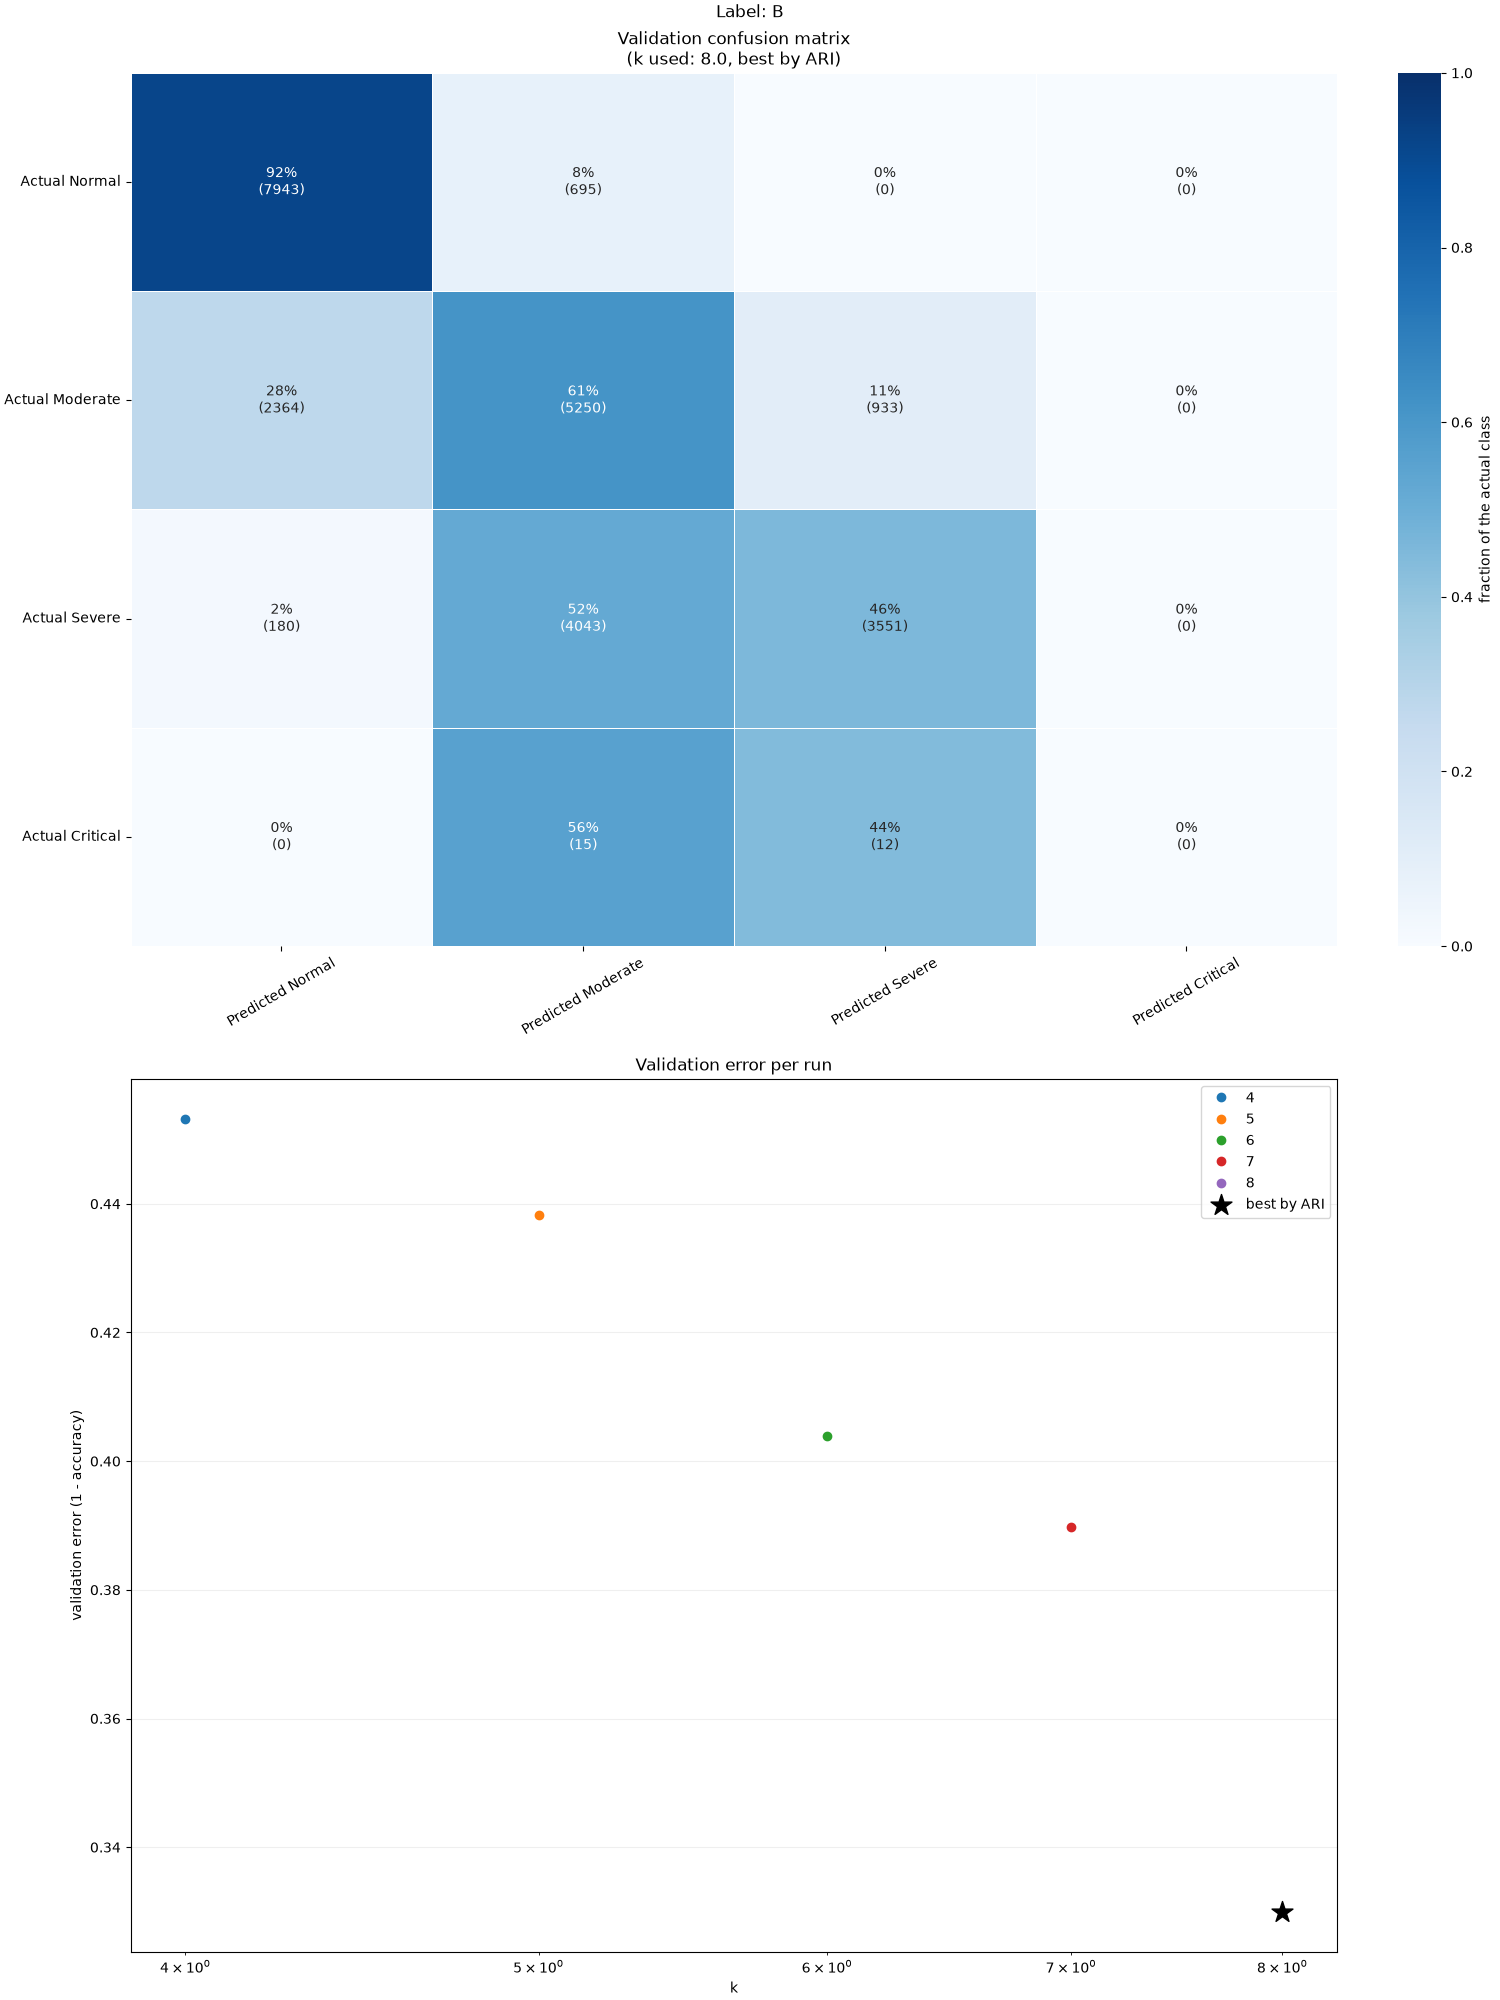 Label: B
Validation confusion matrix
(k used: 8.0, best by ARI)
Actual Normal
92%
(7943)
8%
(695)
0%
(0)
0%
(0)
Actual Moderate
28%
(2364)
61%
(5250)
11%
(933)
0%
(0)
Actual Severe
2%
(180)
52%
(4043)
46%
(3551)
0%
(0)
Actual Critical
0%
(0)
56%
(15)
44%
(12)
0%
(0)
Predicted Normal
Predicted Moderate
Predicted Severe
Predicted Critical
1.0
0.8
0.6
0.4
0.2
0.0
fraction of the actual class
Validation error per run
4
5
6
7
8
best by ARI
0.44
0.42
0.40
0.38
0.36
0.34
validation error (1 - accuracy)
4 × 10⁰
5 × 10⁰
6 × 10⁰
7 × 10⁰
8 × 10⁰
k